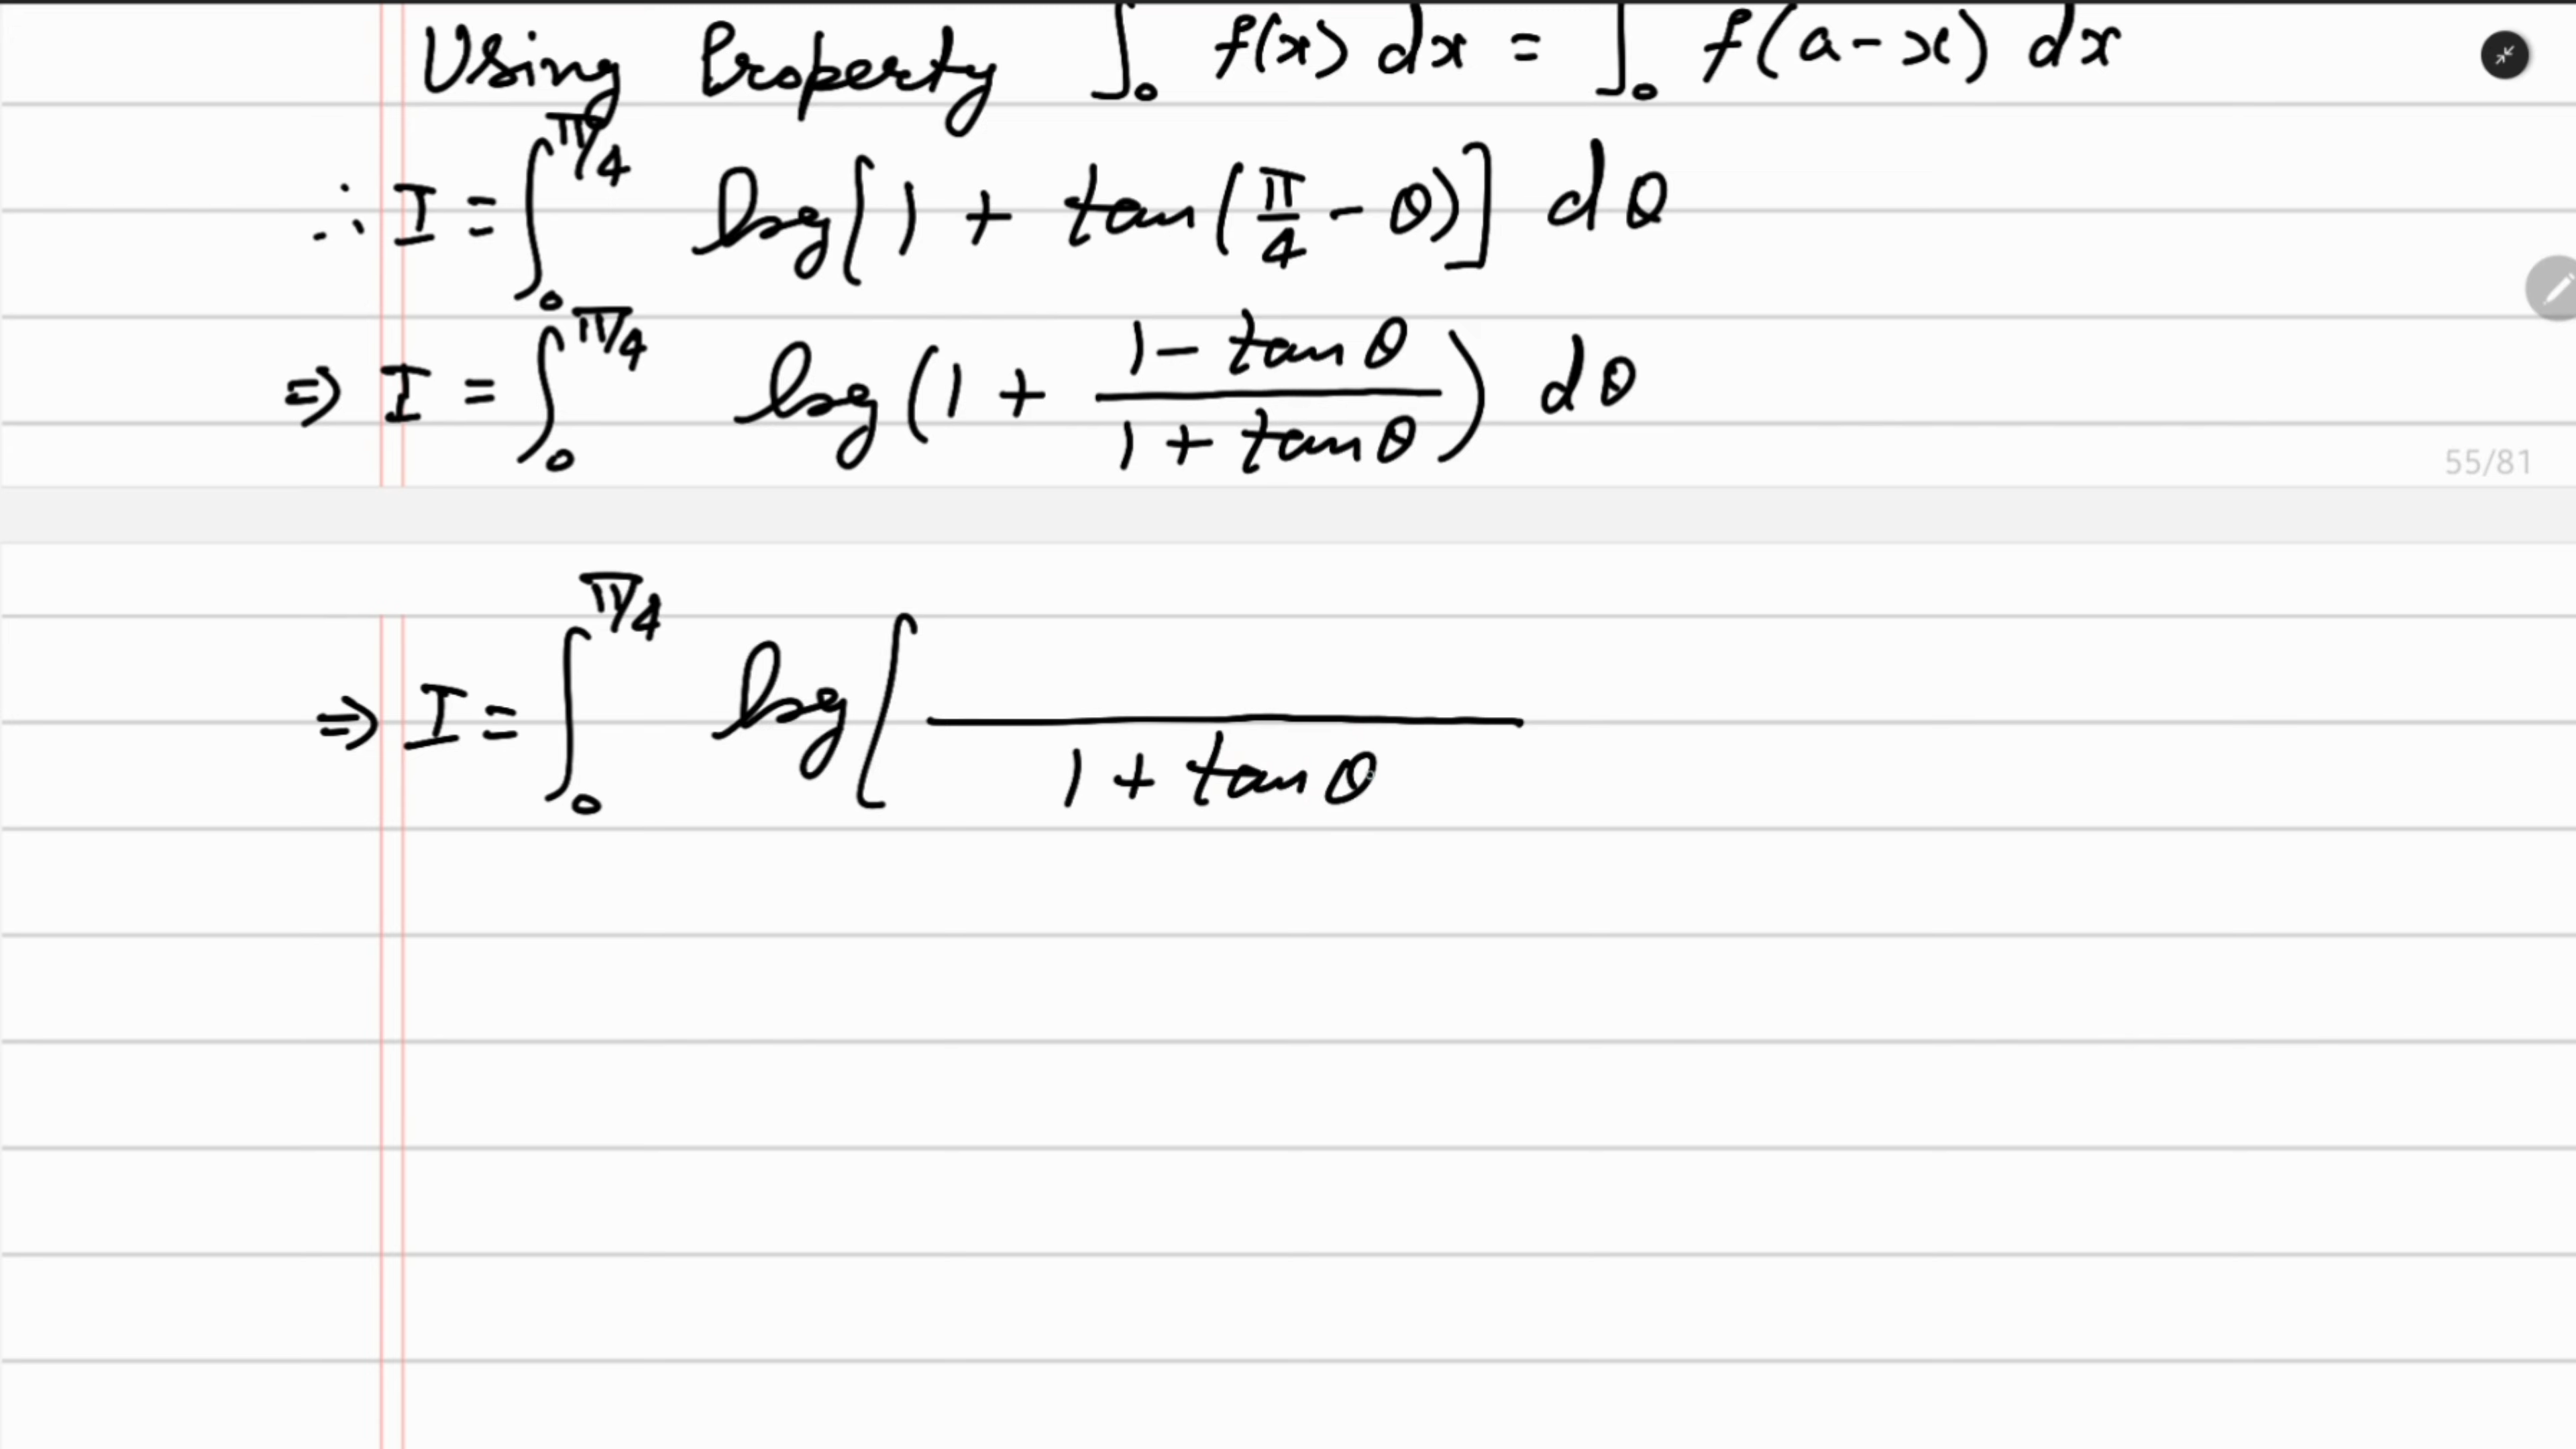 Using Property ∫₀ f(x) dx = ∫₀ f(a-x) dx
∴ I = ∫₀^{π/4} log[1 + tan(π/4 - θ)] dθ
⇒ I = ∫₀^{π/4} log(1 + (1 - tan θ)/(1 + tan θ)) dθ
55/81
⇒ I = ∫₀^{π/4} log[ /(1 + tan θ)